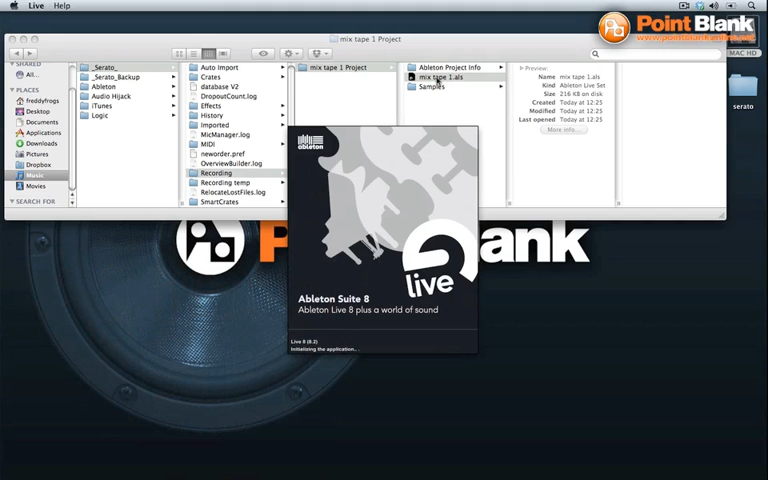 Live Help
Point Blank
www.pointblankonline.net
mix tape 1 Project
MAC HD
serato
SHARED
All...
PLACES
freddyfrogs
Desktop
Documents
Applications
Downloads
Pictures
Dropbox
Music
Movies
SEARCH FOR
_Serato_
_Serato_Backup
Ableton
Audio Hijack
iTunes
Logic
Auto Import
Crates
database V2
DropoutCount.log
Effects
History
Imported
MicManager.log
MIDI
neworder.pref
OverviewBuilder.log
Recording
Recording temp
RelocateLostFiles.log
SmartCrates
mix tape 1 Project
Ableton Project Info
mix tape 1.als
Samples
Preview:
Name mix tape 1.als
Kind Ableton Live Set
Size 216 KB on disk
Created Today at 12:25
Modified Today at 12:25
Last opened Today at 12:25
More info...
ableton
live
Ableton Suite 8
Ableton Live 8 plus a world of sound
Live 8 (8.2)
Initializing the application...